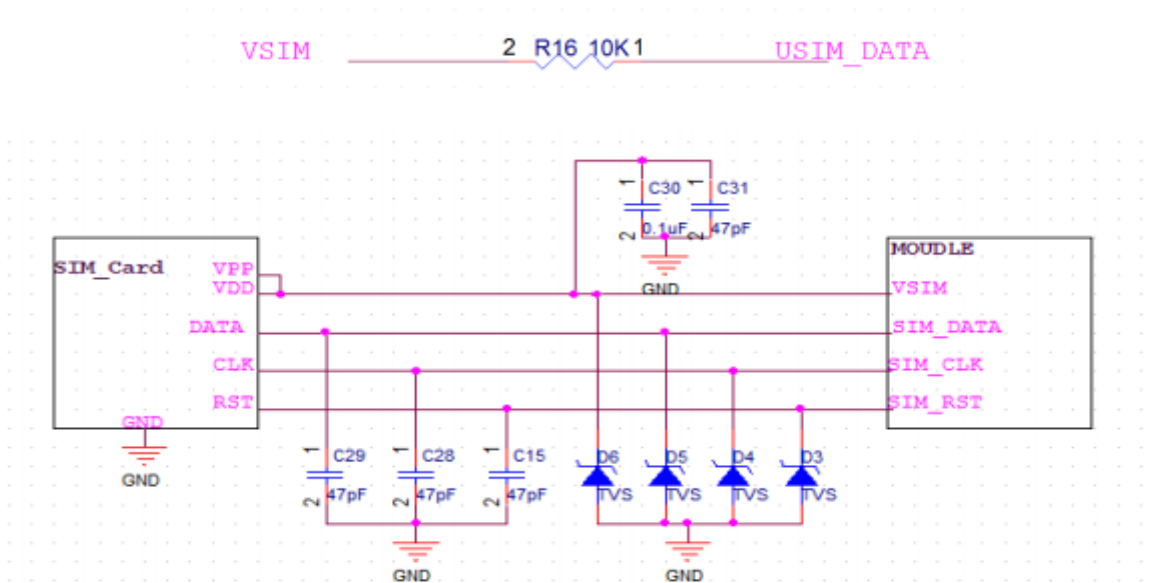 VSIM 2 R16 10K 1 USIM_DATA
1 C30 1 C31
2 0.1uF 2 47pF
GND
SIM_Card
VPP
VDD
DATA
CLK
RST
GND
GND
MOUDLE
VSIM
SIM_DATA
SIM_CLK
SIM_RST
1 C29 1 C28 1 C15
2 47pF 2 47pF 2 47pF
GND
D6 D5 D4 D3
TVS TVS TVS TVS
GND